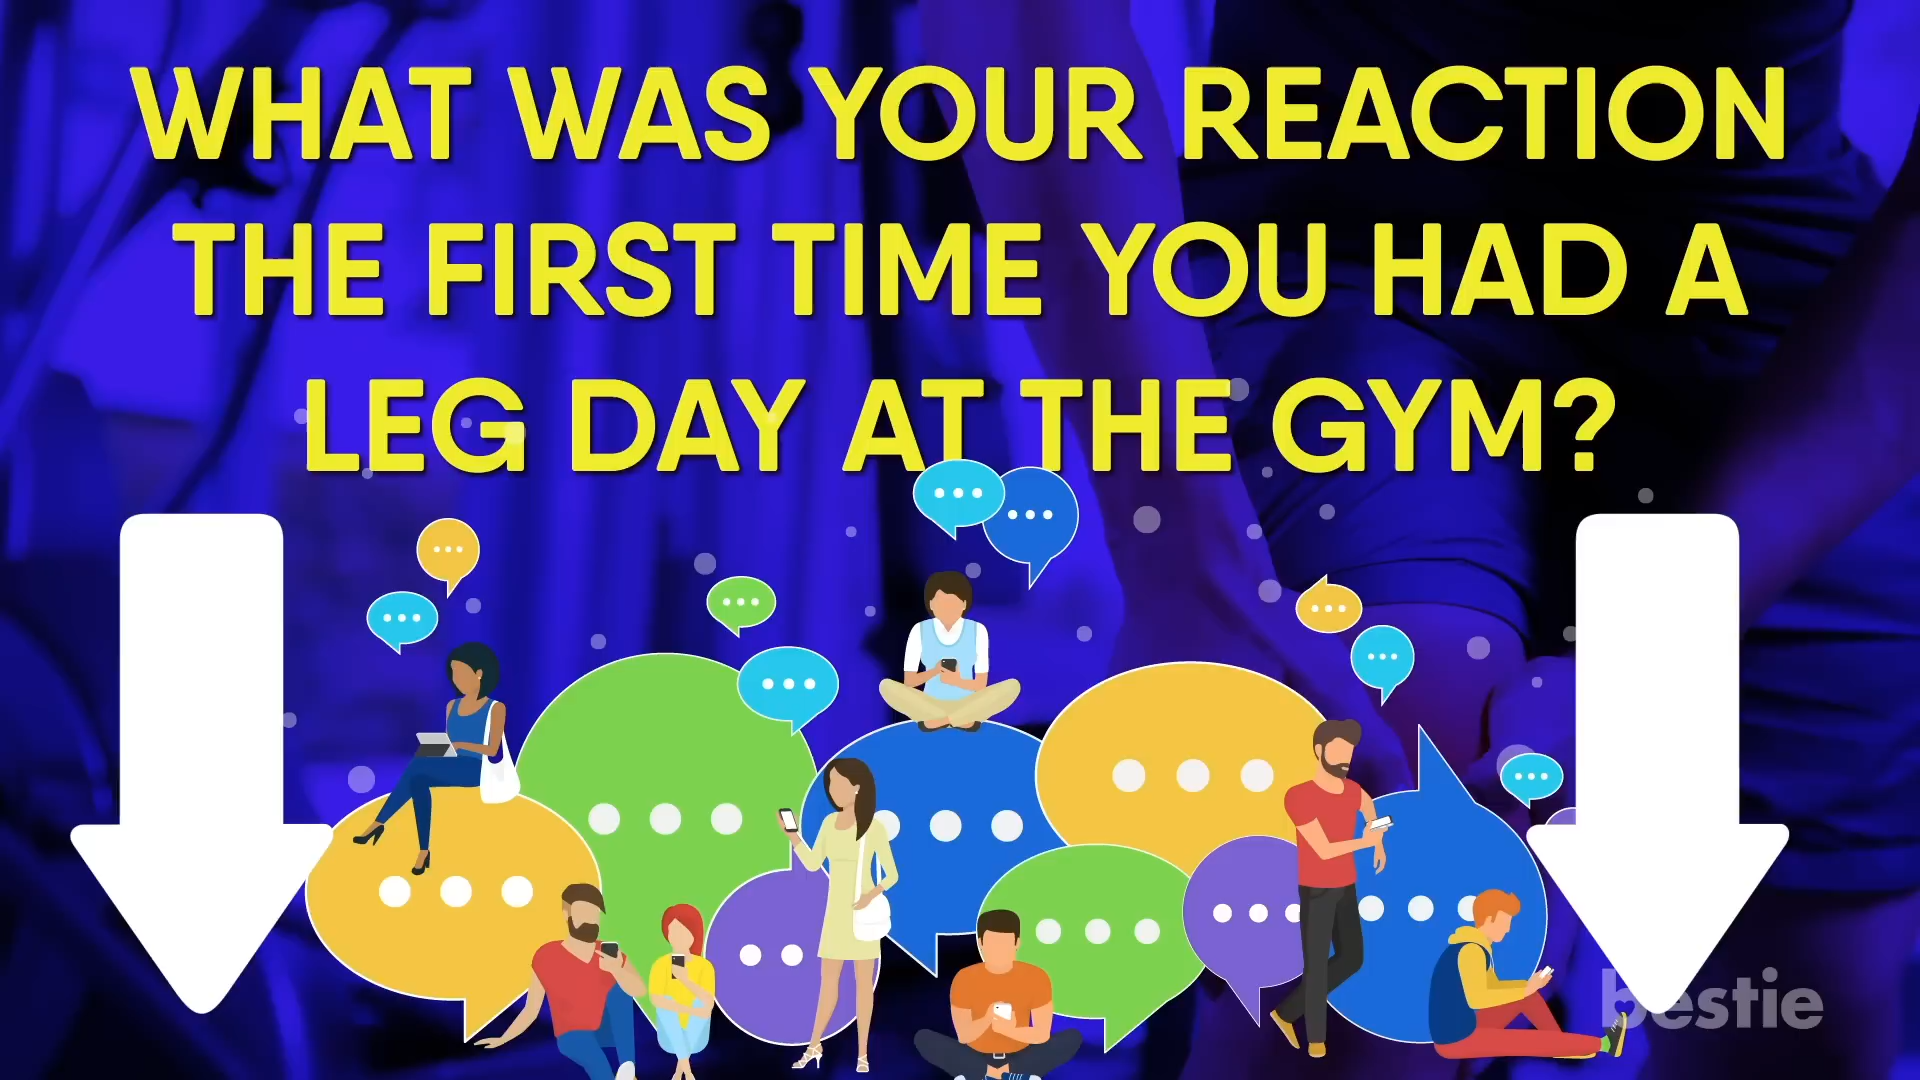 WHAT WAS YOUR REACTION
THE FIRST TIME YOU HAD A
LEG DAY AT THE GYM?
bestie